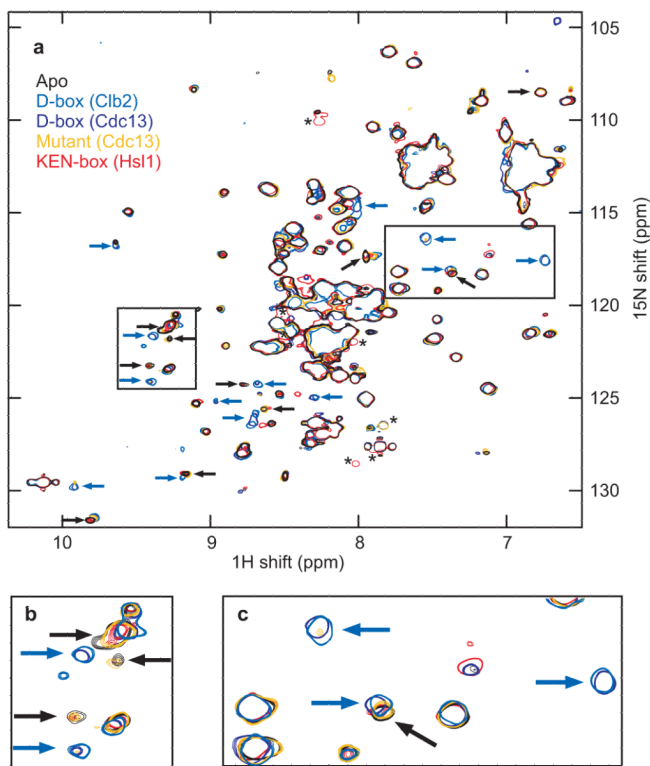 a
Apo
D-box (Clb2)
D-box (Cdc13)
Mutant (Cdc13)
KEN-box (Hsl1)
105
110
115
120
125
130
15N shift (ppm)
*
*
*
*
*
*
10
9
8
7
1H shift (ppm)
b
c